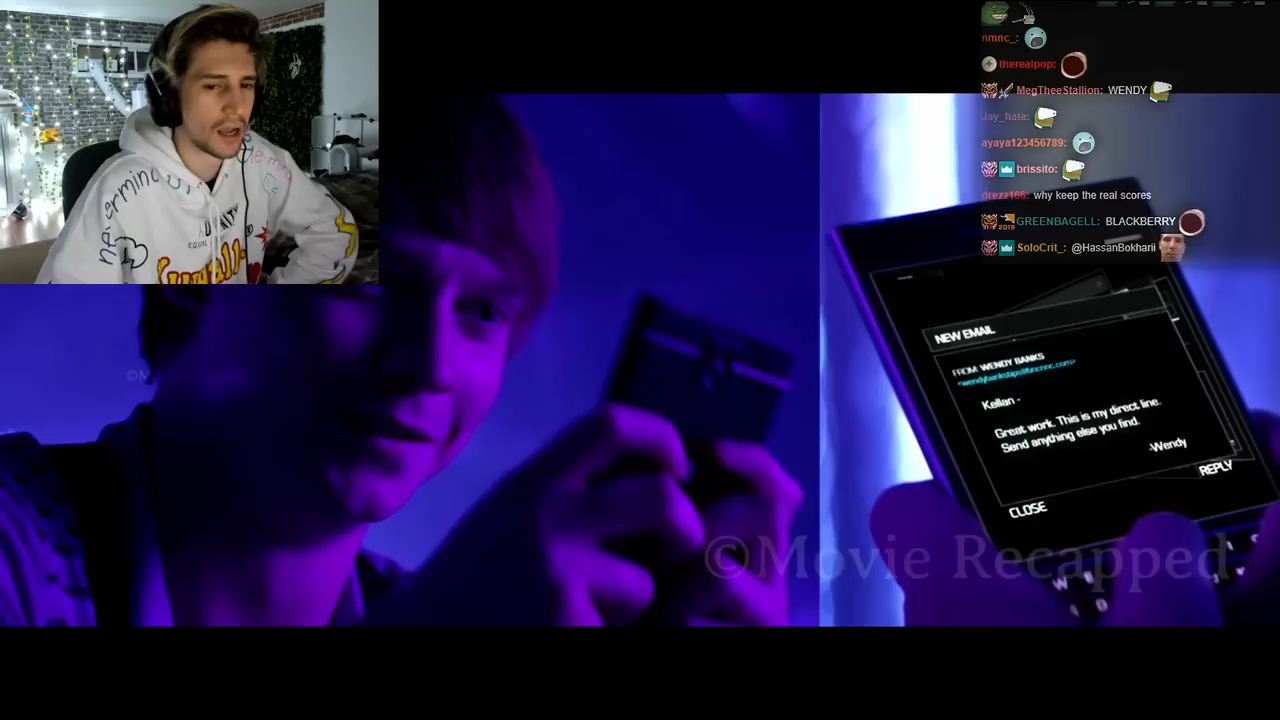 nmnc_:
therealpop:
MegTheeStallion: WENDY
Jay_hate:
ayaya123456789:
brissito:
drezz166: why keep the real scores
2019 GREENBAGELL: BLACKBERRY
SoloCrit_: @HassanBokharii
NEW EMAIL
FROM WENDY BANKS
Kellan -
Great work. This is my direct line.
Send anything else you find.
-Wendy
REPLY
CLOSE
©Movie Recapped